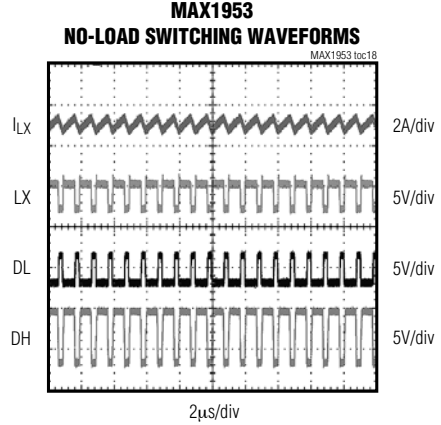 MAX1953
NO-LOAD SWITCHING WAVEFORMS
MAX1953 toc18
ILX 2A/div
LX 5V/div
DL 5V/div
DH 5V/div
2μs/div